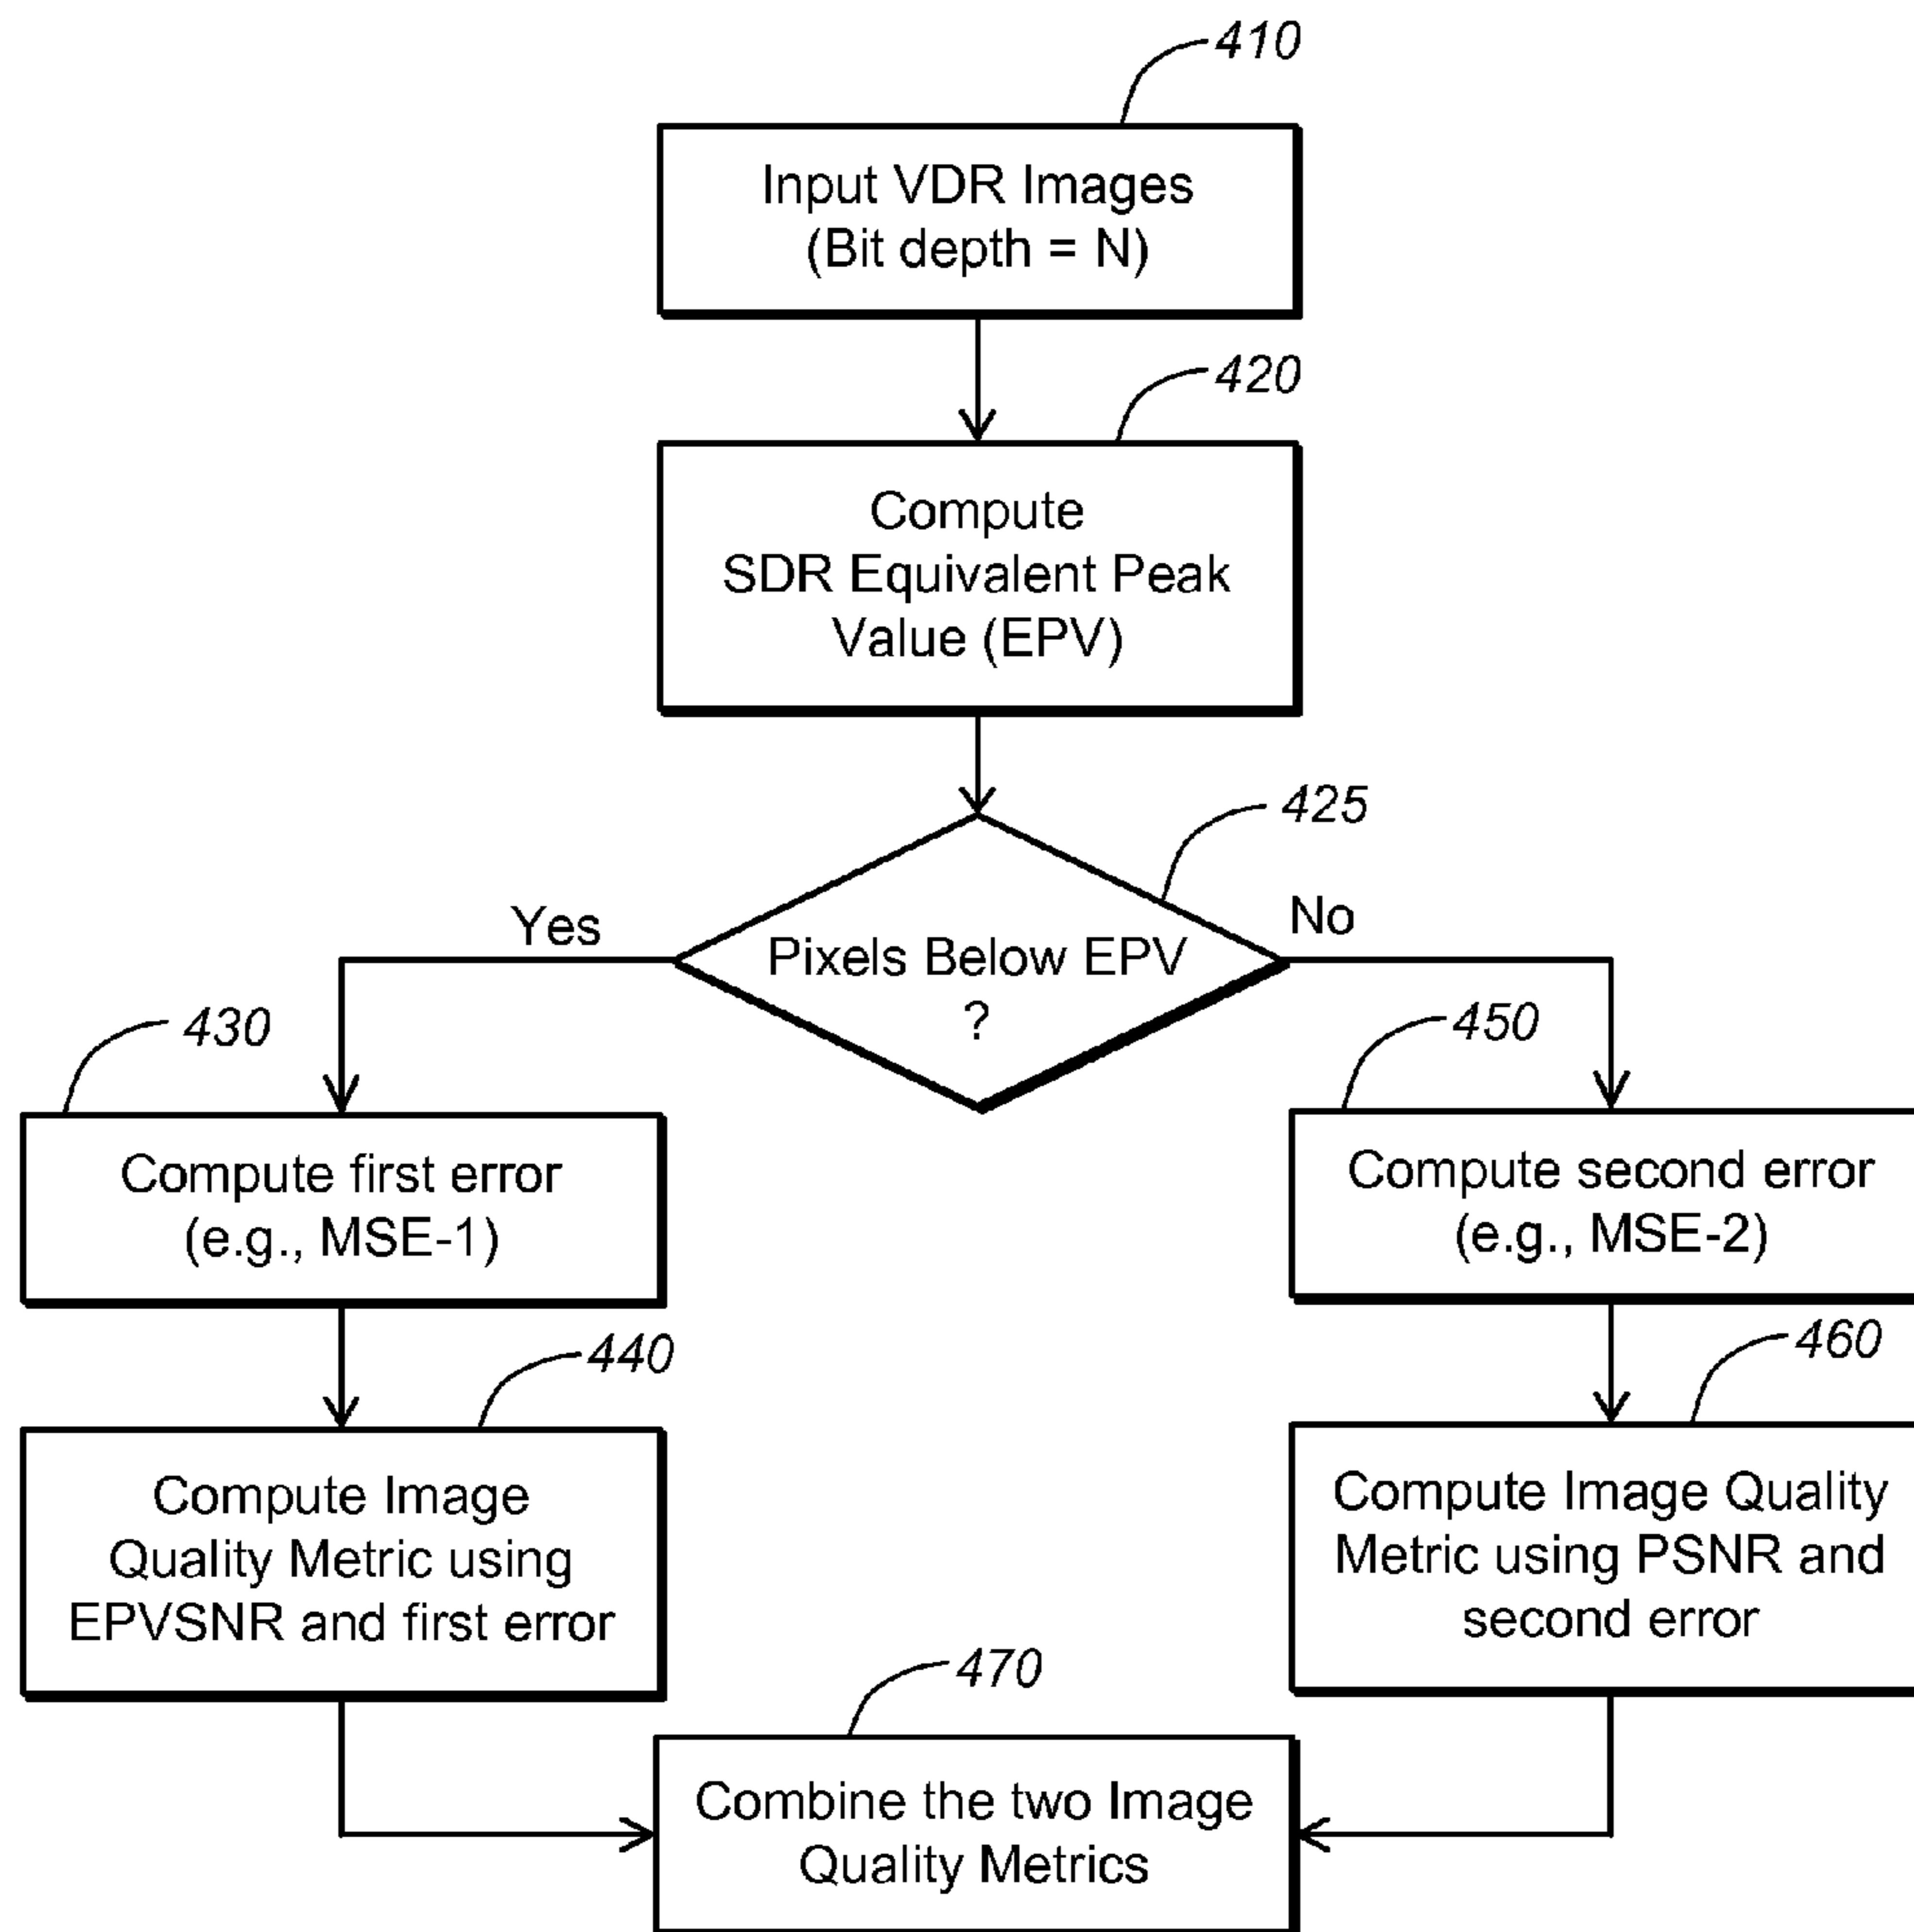 410
Input VDR Images
(Bit depth = N)
420
Compute
SDR Equivalent Peak
Value (EPV)
425
Yes
No
Pixels Below EPV
?
430
450
Compute first error
(e.g., MSE-1)
Compute second error
(e.g., MSE-2)
440
460
Compute Image
Quality Metric using
EPVSNR and first error
Compute Image Quality
Metric using PSNR and
second error
470
Combine the two Image
Quality Metrics